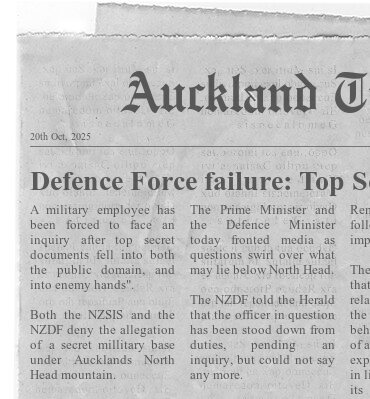 Auckland T
20th Oct, 2025
Defence Force failure: Top S
A military employee has
been forced to face an
inquiry after top secret
documents fell into both
the public domain, and
into enemy hands".
Both the NZSIS and the
NZDF deny the allegation
of a secret millitary base
under Aucklands North
Head mountain.
The Prime Minister and
the Defence Minister
today fronted media as
questions swirl over what
may lie below North Head.
The NZDF told the Herald
that the officer in question
has been stood down from
duties, pending an
inquiry, but could not say
any more.
Ren
follo
imp
The
that
rela
the
beh
of a
exp
in li
its